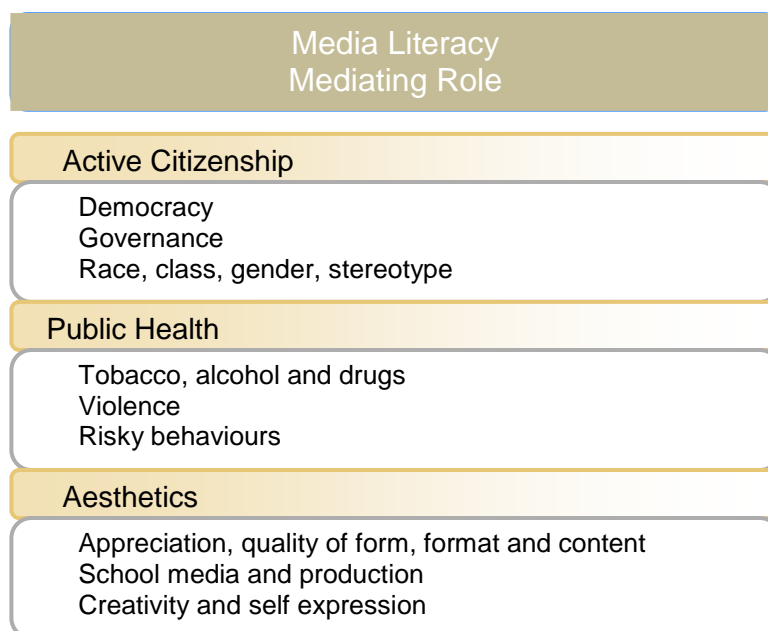 Media Literacy
Mediating Role
Active Citizenship
Democracy
Governance
Race, class, gender, stereotype
Public Health
Tobacco, alcohol and drugs
Violence
Risky behaviours
Aesthetics
Appreciation, quality of form, format and content
School media and production
Creativity and self expression